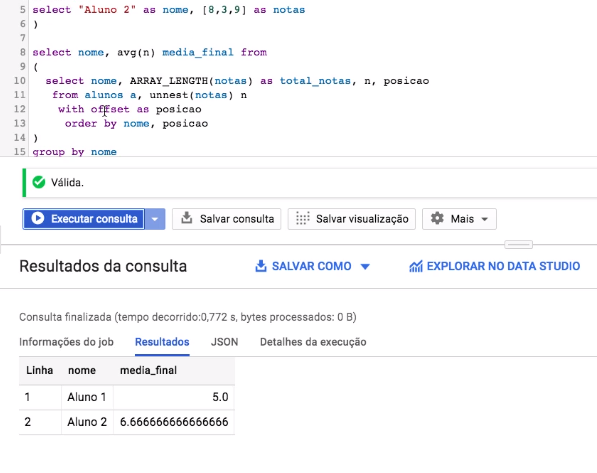 5 select "Aluno 2" as nome, [8,3,9] as notas
6 )
7
8 select nome, avg(n) media_final from
9 (
10 select nome, ARRAY_LENGTH(notas) as total_notas, n, posicao
11 from alunos a, unnest(notas) n
12 with offset as posicao
13 order by nome, posicao
14 )
15 group by nome
Válida.
Executar consulta Salvar consulta Salvar visualização Mais
Resultados da consulta SALVAR COMO EXPLORAR NO DATA STUDIO
Consulta finalizada (tempo decorrido:0,772 s, bytes processados: 0 B)
Informações do job Resultados JSON Detalhes da execução
Linha nome media_final
1 Aluno 1 5.0
2 Aluno 2 6.666666666666666